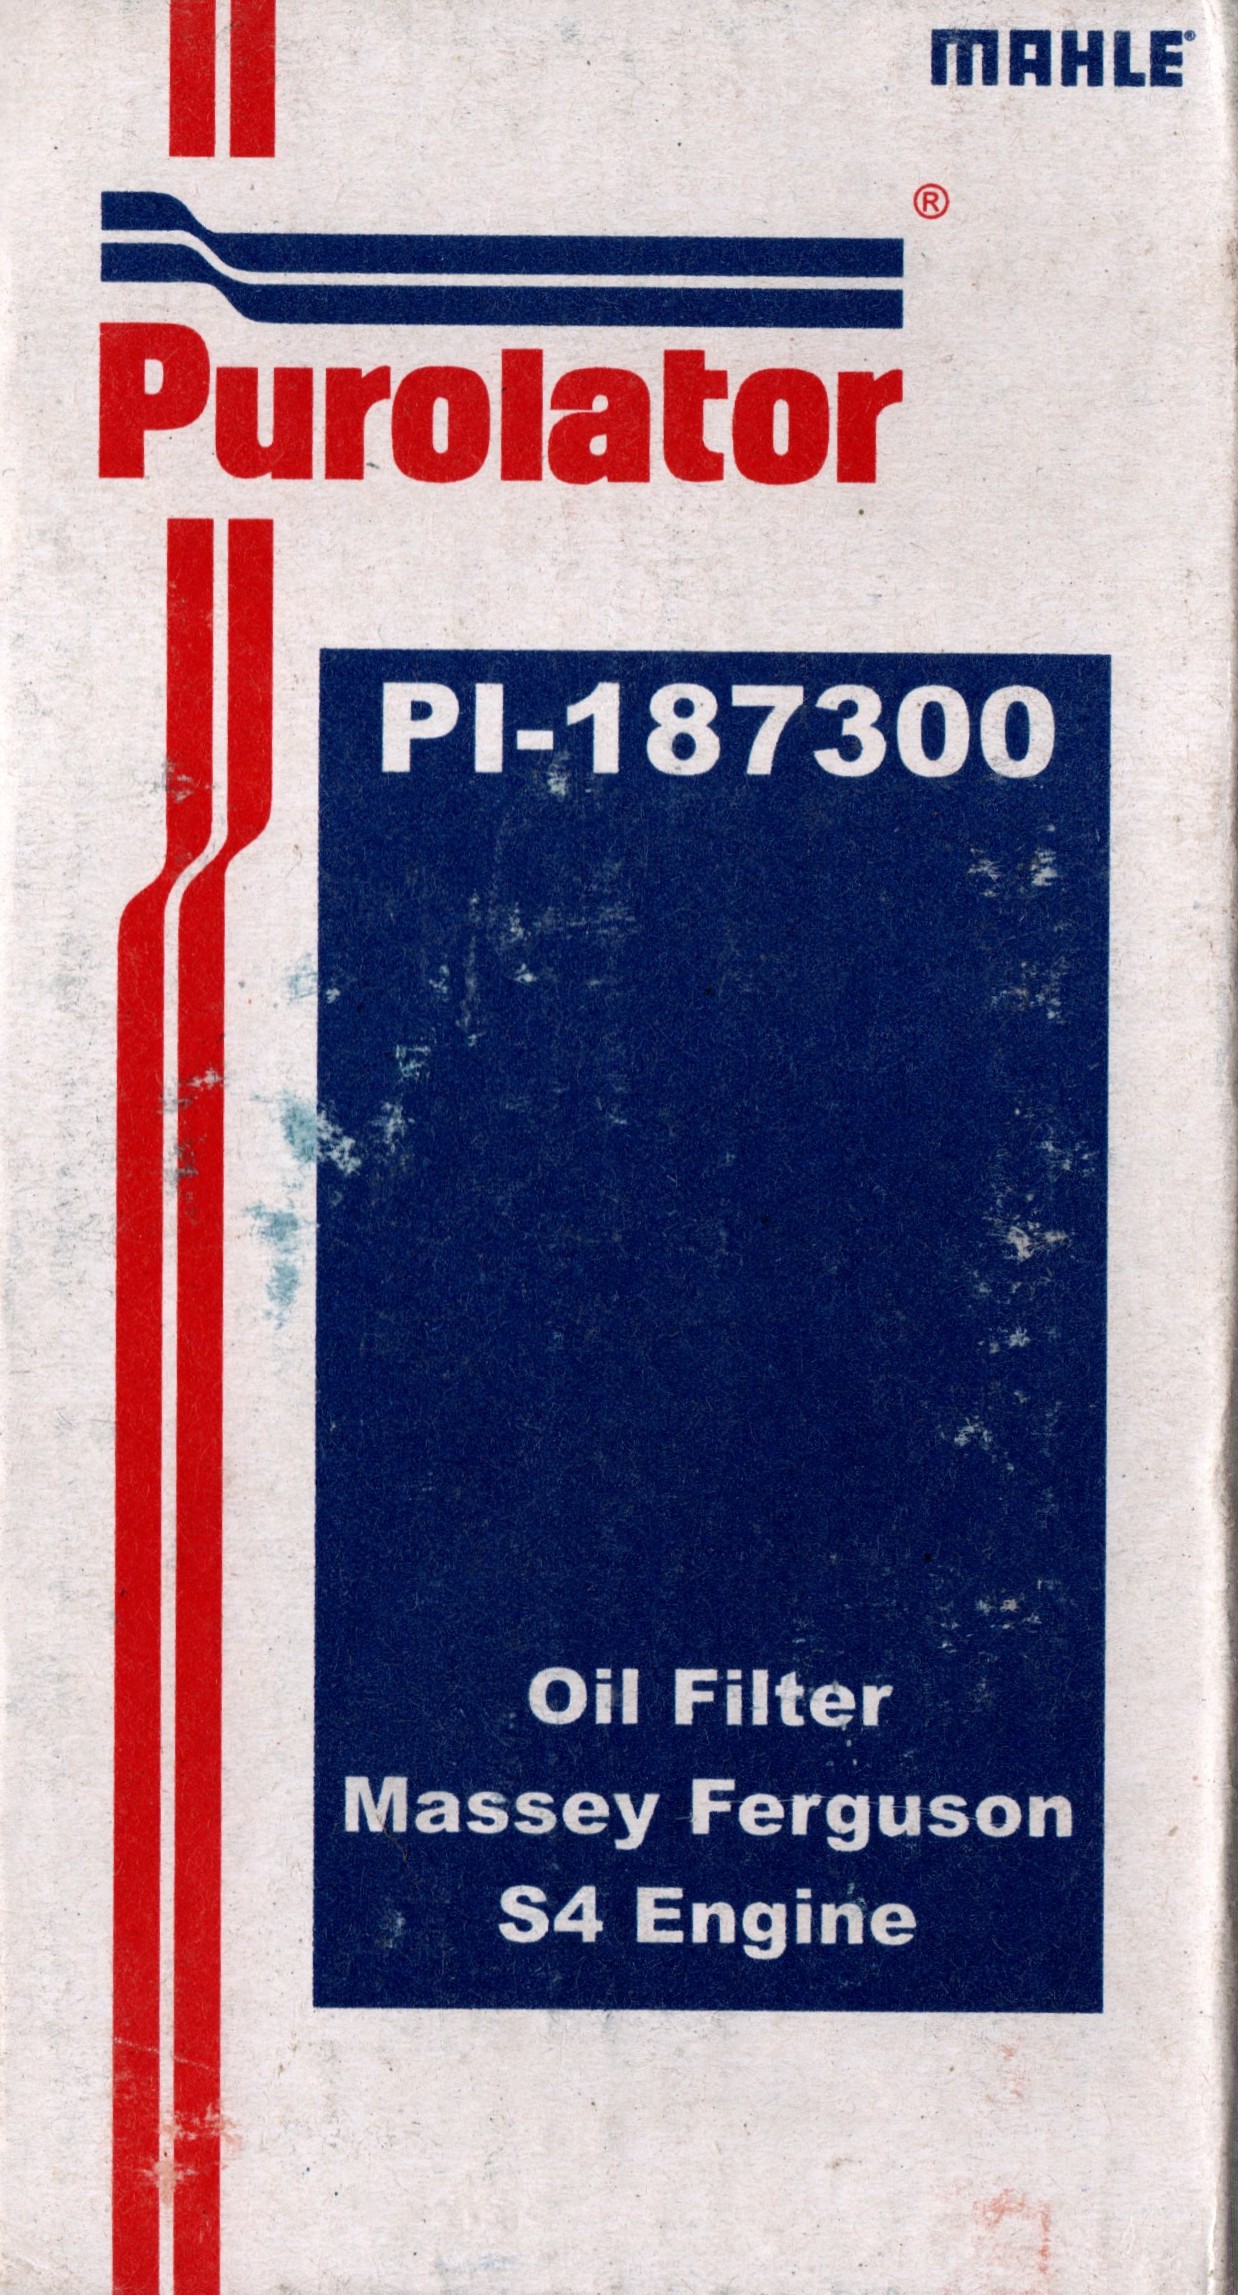 MAHLE®
®
Purolator
PI-187300
Oil Filter
Massey Ferguson
S4 Engine